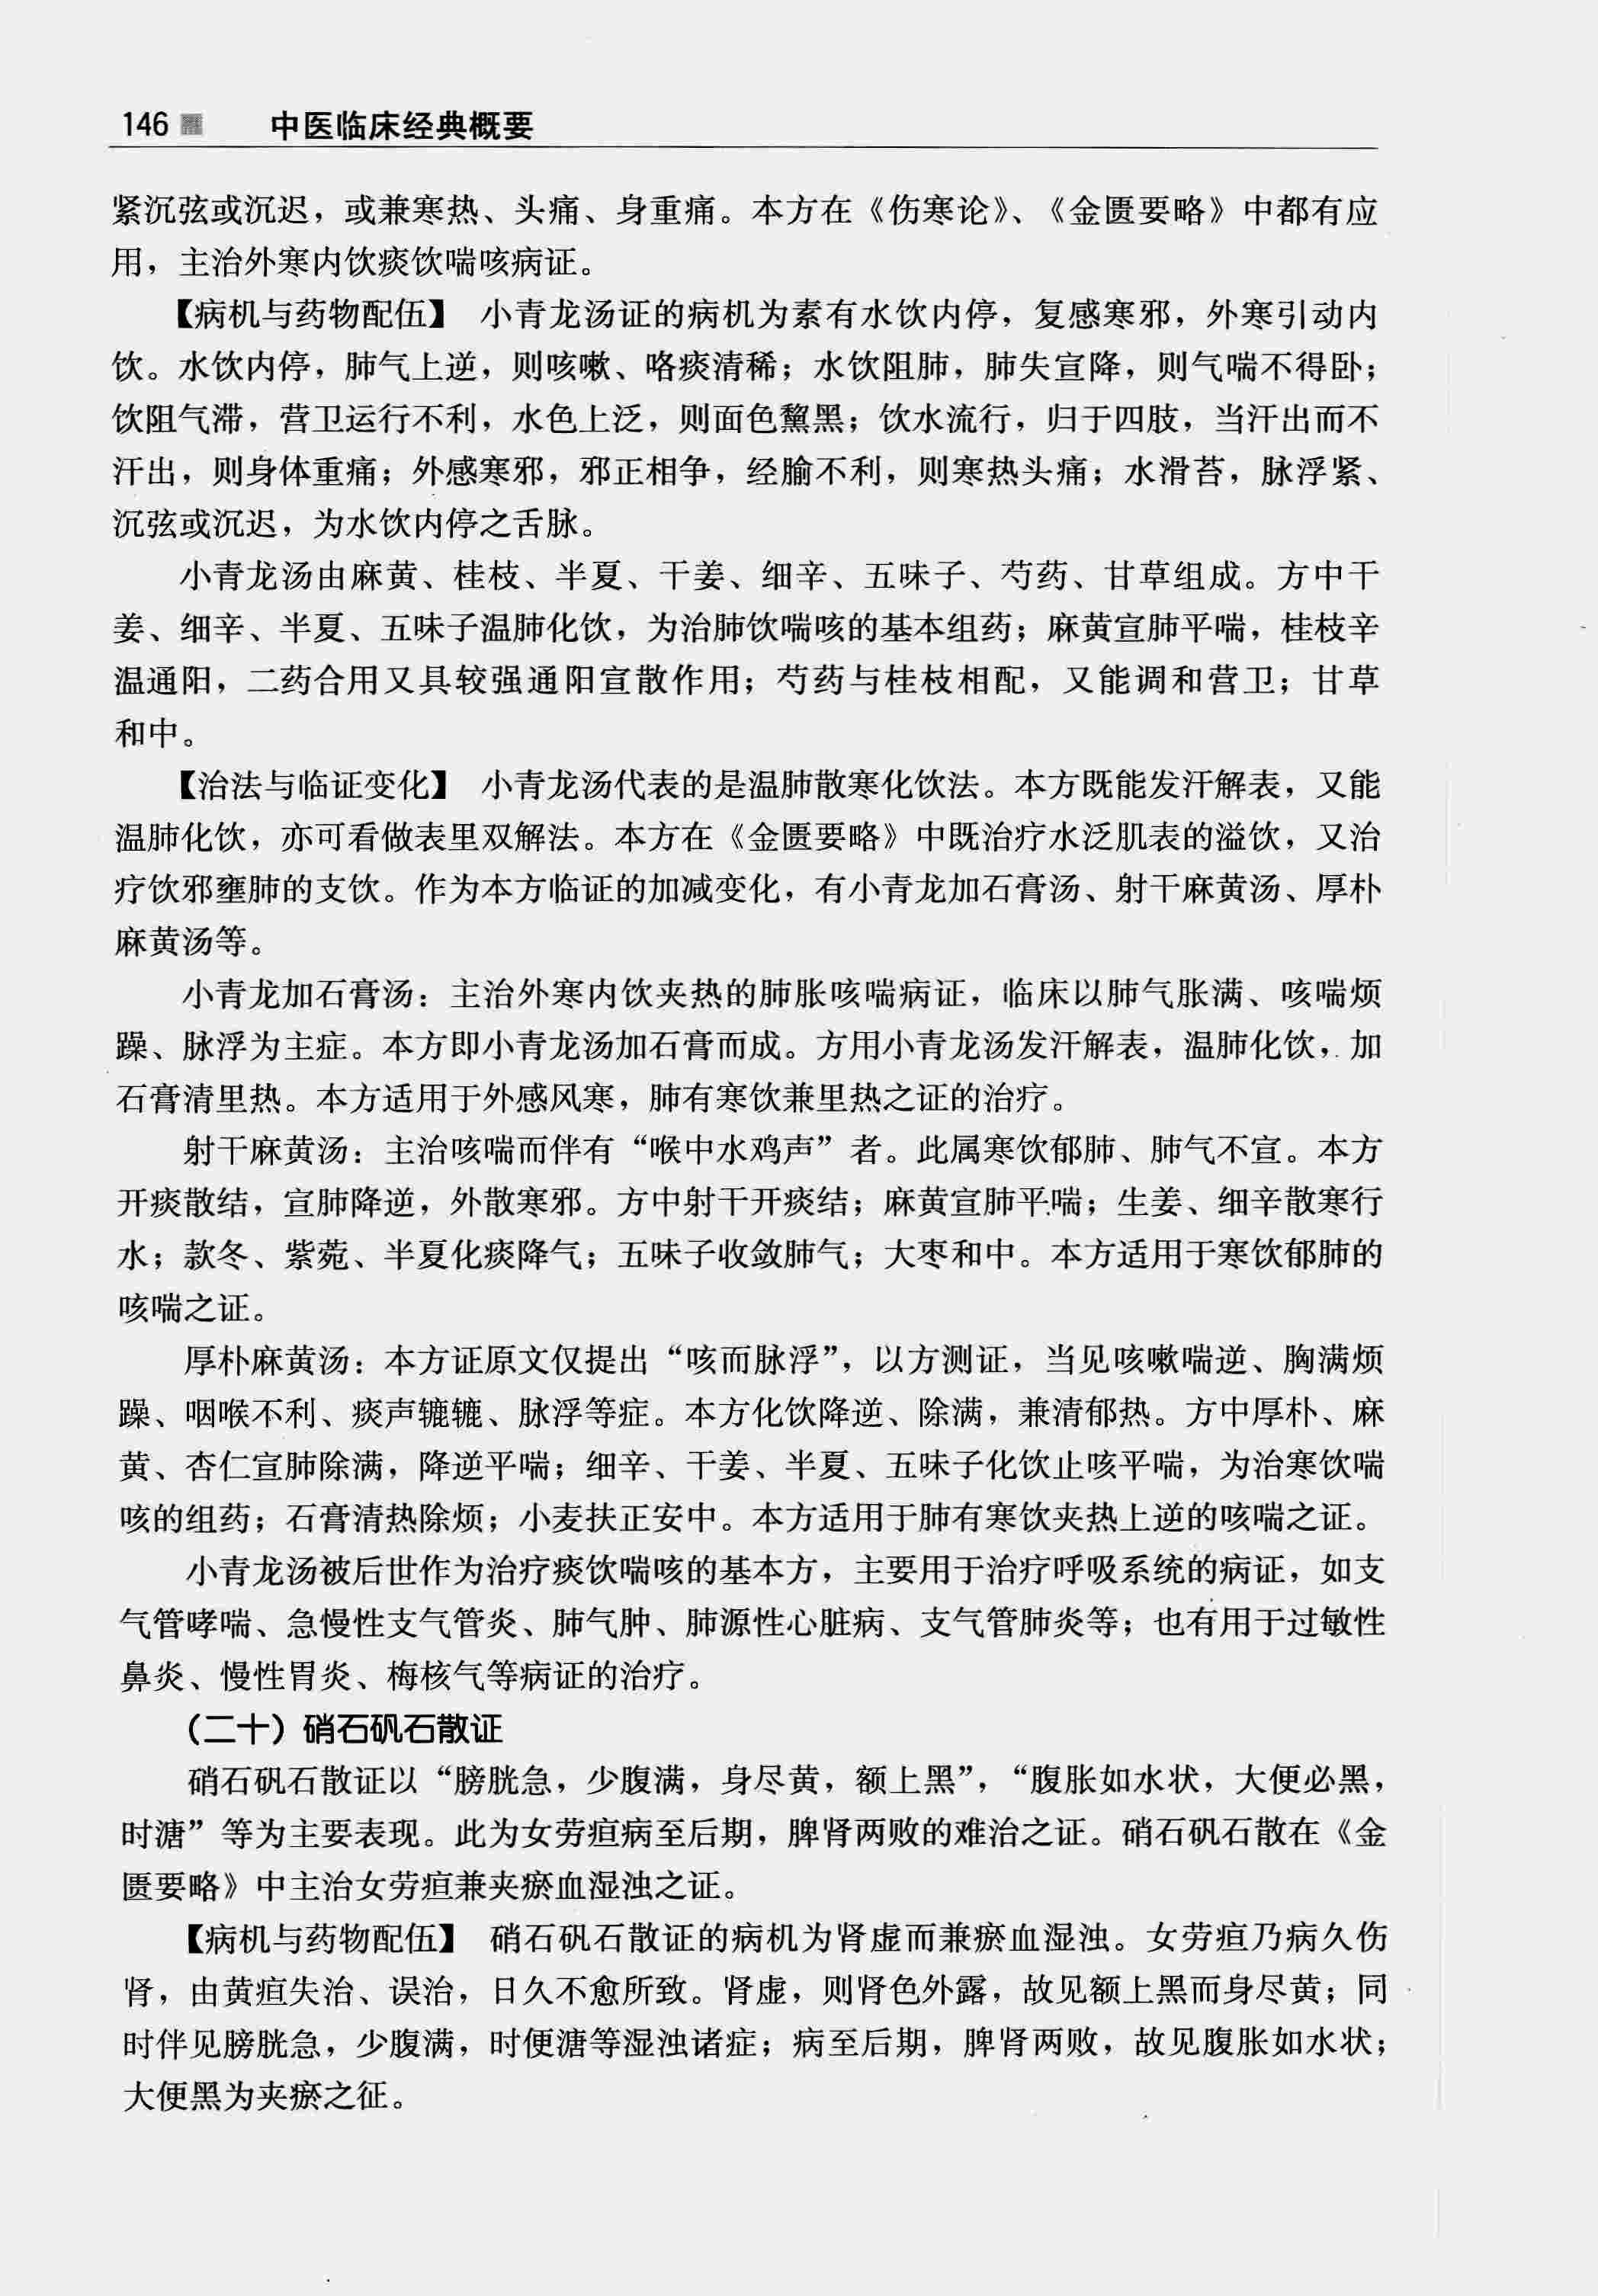 146 中医临床经典概要
紧沉弦或沉迟，或兼寒热、头痛、身重痛。本方在《伤寒论》、《金匮要略》中都有应
用，主治外寒内饮痰饮喘咳病证。
【病机与药物配伍】 小青龙汤证的病机为素有水饮内停，复感寒邪，外寒引动内
饮。水饮内停，肺气上逆，则咳嗽、咯痰清稀；水饮阻肺，肺失宣降，则气喘不得卧；
饮阻气滞，营卫运行不利，水色上泛，则面色黧黑；饮水流行，归于四肢，当汗出而不
汗出，则身体重痛；外感寒邪，邪正相争，经腧不利，则寒热头痛；水滑苔，脉浮紧、
沉弦或沉迟，为水饮内停之舌脉。
小青龙汤由麻黄、桂枝、半夏、干姜、细辛、五味子、芍药、甘草组成。方中干
姜、细辛、半夏、五味子温肺化饮，为治肺饮喘咳的基本组药；麻黄宣肺平喘，桂枝辛
温通阳，二药合用又具较强通阳宣散作用；芍药与桂枝相配，又能调和营卫；甘草
和中。
【治法与临证变化】 小青龙汤代表的是温肺散寒化饮法。本方既能发汗解表，又能
温肺化饮，亦可看做表里双解法。本方在《金匮要略》中既治疗水泛肌表的溢饮，又治
疗饮邪壅肺的支饮。作为本方临证的加减变化，有小青龙加石膏汤、射干麻黄汤、厚朴
麻黄汤等。
小青龙加石膏汤：主治外寒内饮夹热的肺胀咳喘病证，临床以肺气胀满、咳喘烦
躁、脉浮为主症。本方即小青龙汤加石膏而成。方用小青龙汤发汗解表，温肺化饮，加
石膏清里热。本方适用于外感风寒，肺有寒饮兼里热之证的治疗。
射干麻黄汤：主治咳喘而伴有“喉中水鸡声”者。此属寒饮郁肺、肺气不宣。本方
开痰散结，宣肺降逆，外散寒邪。方中射干开痰结；麻黄宣肺平喘；生姜、细辛散寒行
水；款冬、紫菀、半夏化痰降气；五味子收敛肺气；大枣和中。本方适用于寒饮郁肺的
咳喘之证。
厚朴麻黄汤：本方证原文仅提出“咳而脉浮”，以方测证，当见咳嗽喘逆、胸满烦
躁、咽喉不利、痰声辘辘、脉浮等症。本方化饮降逆、除满，兼清郁热。方中厚朴、麻
黄、杏仁宣肺除满，降逆平喘；细辛、干姜、半夏、五味子化饮止咳平喘，为治寒饮喘
咳的组药；石膏清热除烦；小麦扶正安中。本方适用于肺有寒饮夹热上逆的咳喘之证。
小青龙汤被后世作为治疗痰饮喘咳的基本方，主要用于治疗呼吸系统的病证，如支
气管哮喘、急慢性支气管炎、肺气肿、肺源性心脏病、支气管肺炎等；也有用于过敏性
鼻炎、慢性胃炎、梅核气等病证的治疗。
（二十）硝石矾石散证
硝石矾石散证以“膀胱急，少腹满，身尽黄，额上黑”，“腹胀如水状，大便必黑，
时溏”等为主要表现。此为女劳疸病至后期，脾肾两败的难治之证。硝石矾石散在《金
匮要略》中主治女劳疸兼夹瘀血湿浊之证。
【病机与药物配伍】 硝石矾石散证的病机为肾虚而兼瘀血湿浊。女劳疸乃病久伤
肾，由黄疸失治、误治，日久不愈所致。肾虚，则肾色外露，故见额上黑而身尽黄；同
时伴见膀胱急，少腹满，时便溏等湿浊诸症；病至后期，脾肾两败，故见腹胀如水状；
大便黑为夹瘀之征。